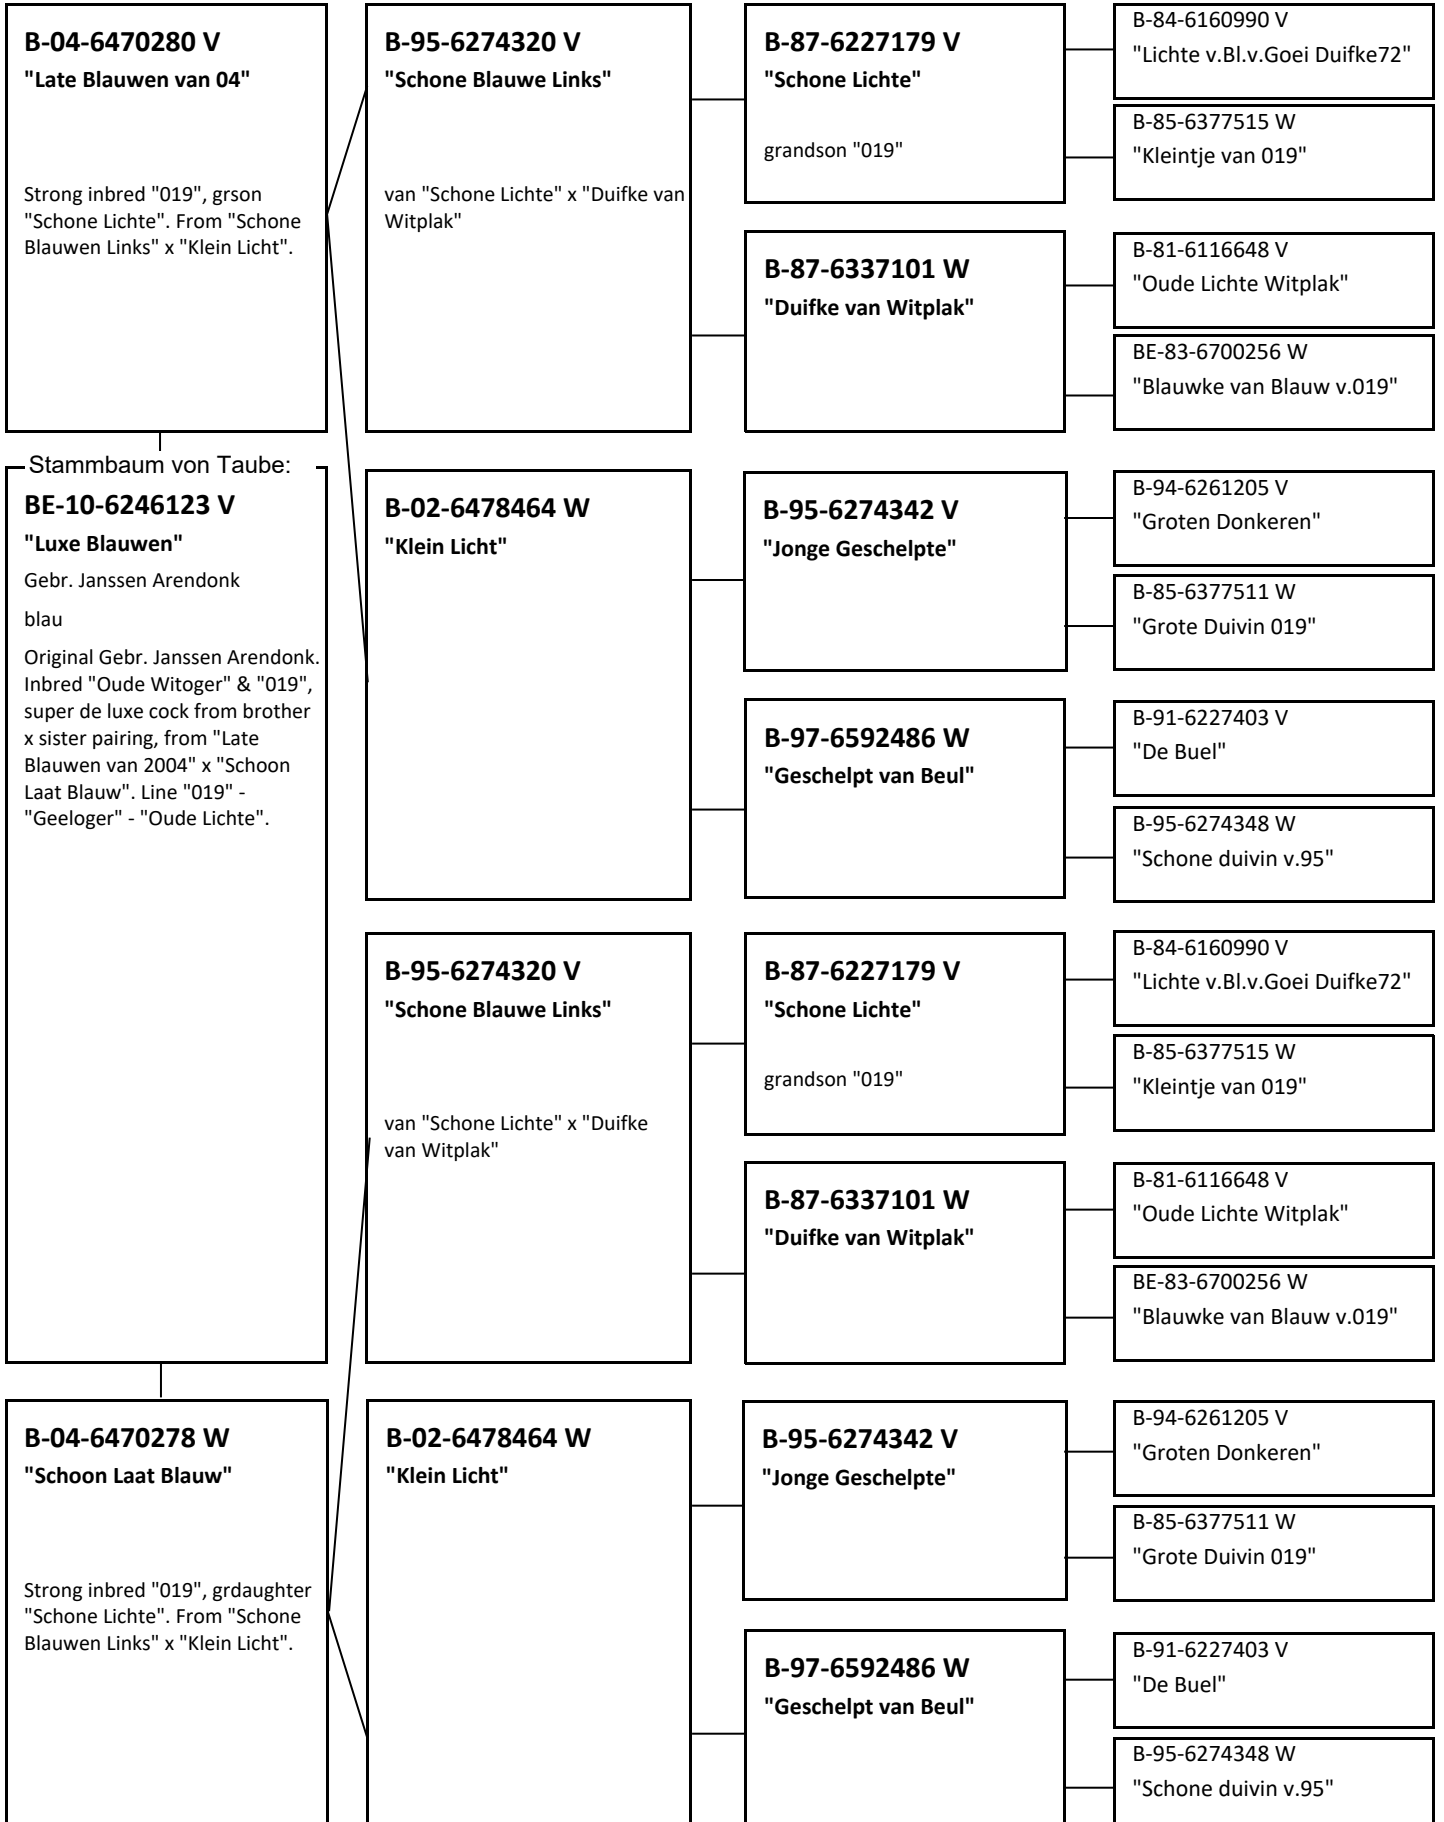 B-04-6470280 V
"Late Blauwen van 04"
Strong inbred "019", grson
"Schone Lichte". From "Schone
Blauwen Links" x "Klein Licht".
Stammbaum von Taube:
BE-10-6246123 V
"Luxe Blauwen"
Gebr. Janssen Arendonk
blau
Original Gebr. Janssen Arendonk.
Inbred "Oude Witoger" & "019",
super de luxe cock from brother
x sister pairing, from "Late
Blauwen van 2004" x "Schoon
Laat Blauw". Line "019" -
"Geeloger" - "Oude Lichte".
B-04-6470278 W
"Schoon Laat Blauw"
Strong inbred "019", grdaughter
"Schone Lichte". From "Schone
Blauwen Links" x "Klein Licht".
B-95-6274320 V
"Schone Blauwe Links"
van "Schone Lichte" x "Duifke van
Witplak"
B-02-6478464 W
"Klein Licht"
B-95-6274320 V
"Schone Blauwe Links"
van "Schone Lichte" x "Duifke
van Witplak"
B-02-6478464 W
"Klein Licht"
B-87-6227179 V
"Schone Lichte"
grandson "019"
B-87-6337101 W
"Duifke van Witplak"
B-95-6274342 V
"Jonge Geschelpte"
B-97-6592486 W
"Geschelpt van Beul"
B-87-6227179 V
"Schone Lichte"
grandson "019"
B-87-6337101 W
"Duifke van Witplak"
B-95-6274342 V
"Jonge Geschelpte"
B-97-6592486 W
"Geschelpt van Beul"
B-84-6160990 V
"Lichte v.Bl.v.Goei Duifke72"
B-85-6377515 W
"Kleintje van 019"
B-81-6116648 V
"Oude Lichte Witplak"
BE-83-6700256 W
"Blauwke van Blauw v.019"
B-94-6261205 V
"Groten Donkeren"
B-85-6377511 W
"Grote Duivin 019"
B-91-6227403 V
"De Buel"
B-95-6274348 W
"Schone duivin v.95"
B-84-6160990 V
"Lichte v.Bl.v.Goei Duifke72"
B-85-6377515 W
"Kleintje van 019"
B-81-6116648 V
"Oude Lichte Witplak"
BE-83-6700256 W
"Blauwke van Blauw v.019"
B-94-6261205 V
"Groten Donkeren"
B-85-6377511 W
"Grote Duivin 019"
B-91-6227403 V
"De Buel"
B-95-6274348 W
"Schone duivin v.95"